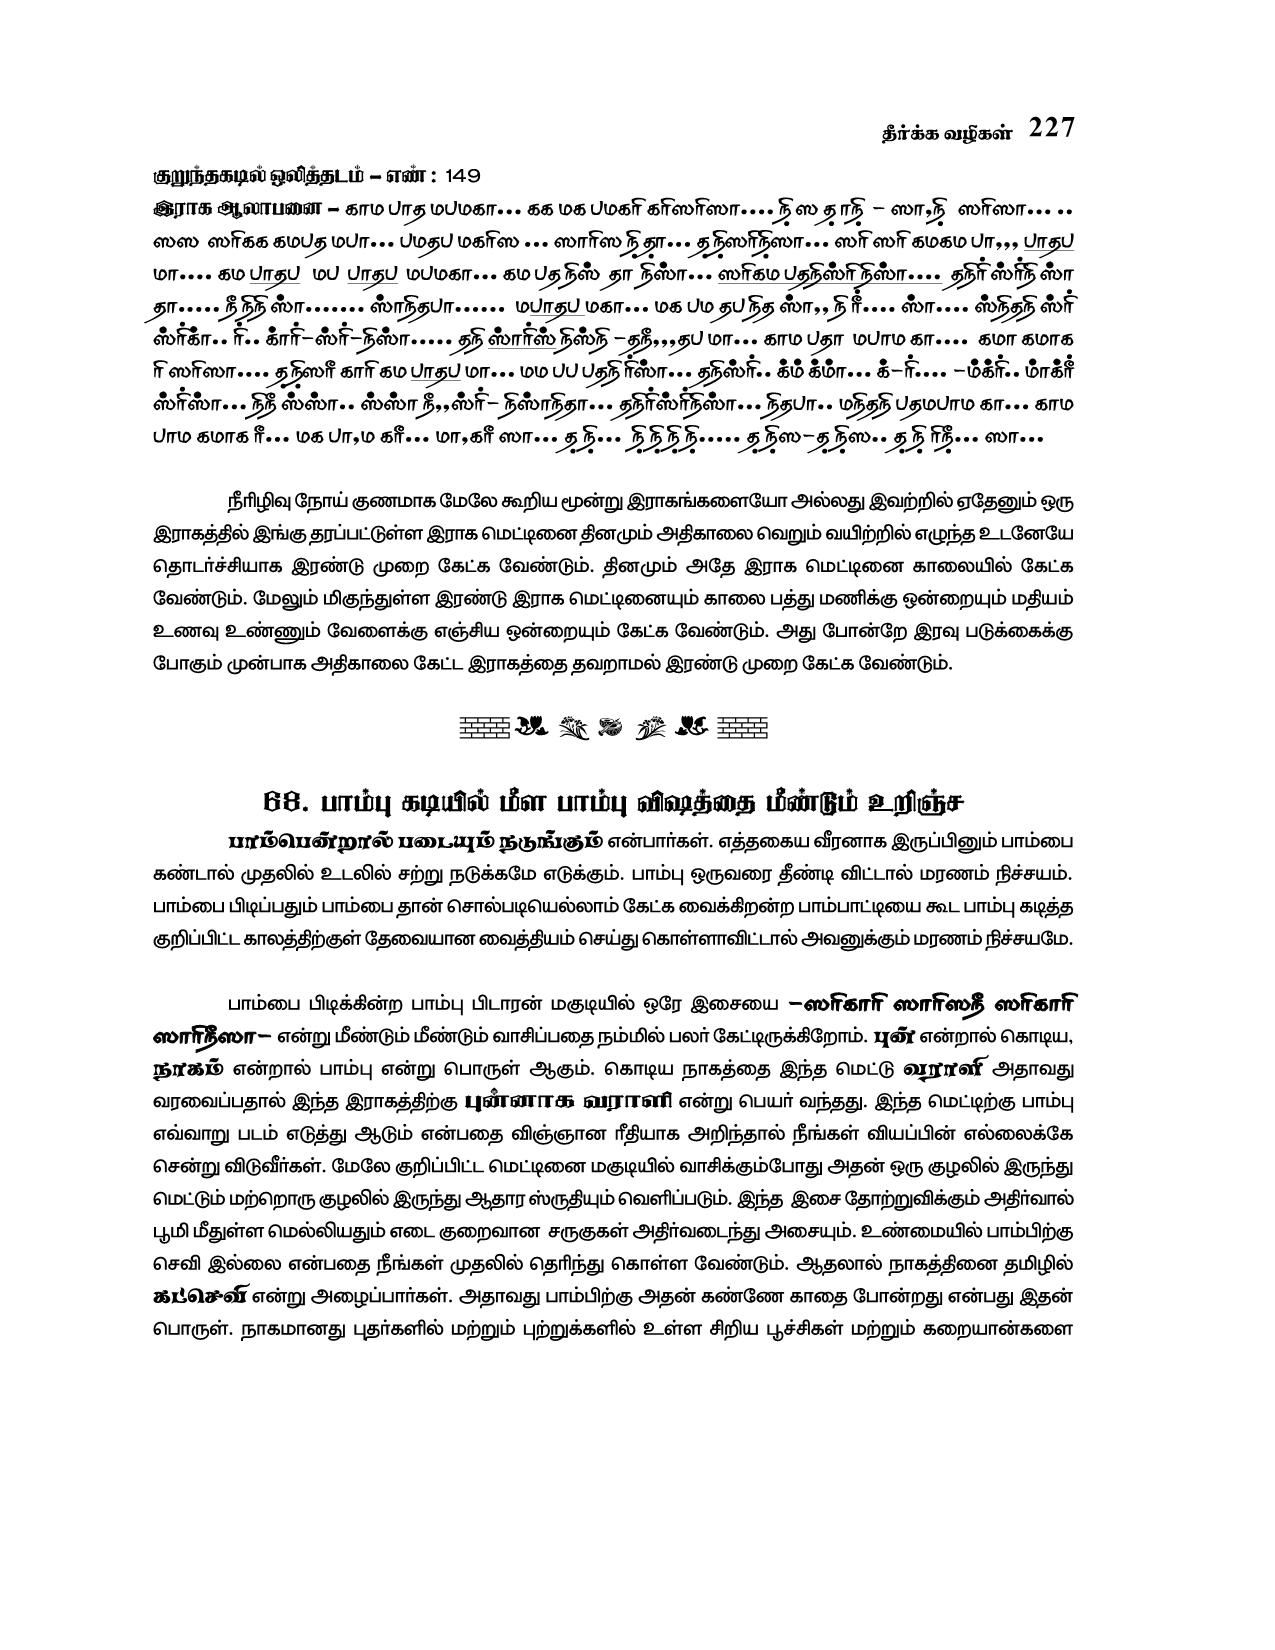 தீர்க்க வழிகள் 227
குறுந்தகடில் ஒலித்தடம் – எண் : 149
இராக ஆலாபனை – காம பாத மபமகா... கக மக பமகரி கரிஸரிஸா.... நி̣ ஸ த̣ாநி̣ – ஸா,நி̣ ஸரிஸா... ..
ஸஸ ஸரிகக கமபத மபா... பமதப மகரிஸ ... ஸாரிஸ நி̣த̣ா... த̣நி̣ஸரிநி̣ஸா... ஸரி ஸரி கமகம பா,,, பாதப
மா.... கம பாதப மப பாதப மபமகா... கம பத நிஸ் தா நிஸ்ா... ஸரிகம பதநிஸ்ரி் நிஸ்ா.... தநிரி் ஸ்ரி்நி ஸ்ா
தா..... நீ நிநி ஸ்ா....... ஸ்ாநிதபா...... மபாதப மகா... மக பம தப நித ஸ்ா,, நி ரீ்.... ஸ்ா.... ஸ்நிதநி ஸ்ரி்
ஸ்ரி்க்ா.. ரி்.. க்ாரி்–ஸ்ரி்–நிஸ்ா..... தநி ஸ்ாரி்ஸ் நிஸ்நி –தநீ,,,தப மா... காம பதா மபாம கா.... கமா கமாக
ரி ஸரிஸா.... த̣நி̣ஸரீ காரி கம பாதப மா... மம பப பதநி ரி்ஸ்ா... தநிஸ்ரி்.. க்ம் க்ம்ா... க்–ரி்.... –ம்க்ரி்.. ம்ாக்ரீ்
ஸ்ரி்ஸ்ா... நிநீ ஸ்ஸ்ா.. ஸ்ஸ்ா நீ,,ஸ்ரி்– நிஸ்ாநிதா... தநிரி்ஸ்ரி்நிஸ்ா... நிதபா.. மநிதநி பதமபாம கா... காம
பாம கமாக ரீ... மக பா,ம கரீ... மா,கரீ ஸா... த̣ நி̣... நி̣ நி̣ நி̣ நி̣..... த̣ நி̣ஸ–த̣ நி̣ஸ.. த̣ நி̣ ரிநீ̣... ஸா...
நீரிழிவு நோய் குணமாக மேலே கூறிய மூன்று இராகங்களையோ அல்லது இவற்றில் ஏதேனும் ஒரு
இராகத்தில் இங்கு தரப்பட்டுள்ள இராக மெட்டினை தினமும் அதிகாலை வெறும் வயிற்றில் எழுந்த உடனேயே
தொடர்ச்சியாக இரண்டு முறை கேட்க வேண்டும். தினமும் அதே இராக மெட்டினை காலையில் கேட்க
வேண்டும். மேலும் மிகுந்துள்ள இரண்டு இராக மெட்டினையும் காலை பத்து மணிக்கு ஒன்றையும் மதியம்
உணவு உண்ணும் வேளைக்கு எஞ்சிய ஒன்றையும் கேட்க வேண்டும். அது போன்றே இரவு படுக்கைக்கு
போகும் முன்பாக அதிகாலை கேட்ட இராகத்தை தவறாமல் இரண்டு முறை கேட்க வேண்டும்.
68. பாம்பு கடியில் மீள பாம்பு விஷத்தை மீண்டும் உறிஞ்ச
பாம்பென்றால் படையும் நடுங்கும் என்பார்கள். எத்தகைய வீரனாக இருப்பினும் பாம்பை
கண்டால் முதலில் உடலில் சற்று நடுக்கமே எடுக்கும். பாம்பு ஒருவரை தீண்டி விட்டால் மரணம் நிச்சயம்.
பாம்பை பிடிப்பதும் பாம்பை தான் சொல்படியெல்லாம் கேட்க வைக்கிறன்ற பாம்பாட்டியை கூட பாம்பு கடித்த
குறிப்பிட்ட காலத்திற்குள் தேவையான வைத்தியம் செய்து கொள்ளாவிட்டால் அவனுக்கும் மரணம் நிச்சயமே.
பாம்பை பிடிக்கின்ற பாம்பு பிடாரன் மகுடியில் ஒரே இசையை –ஸரிகாரி ஸாரிஸநீ ஸரிகாரி
ஸாரிநீஸா– என்று மீண்டும் மீண்டும் வாசிப்பதை நம்மில் பலர் கேட்டிருக்கிறோம். புன் என்றால் கொடிய,
நாகம் என்றால் பாம்பு என்று பொருள் ஆகும். கொடிய நாகத்தை இந்த மெட்டு வராளி அதாவது
வரவைப்பதால் இந்த இராகத்திற்கு புன்னாக வராளி என்று பெயர் வந்தது. இந்த மெட்டிற்கு பாம்பு
எவ்வாறு படம் எடுத்து ஆடும் என்பதை விஞ்ஞான ரீதியாக அறிந்தால் நீங்கள் வியப்பின் எல்லைக்கே
சென்று விடுவீர்கள். மேலே குறிப்பிட்ட மெட்டினை மகுடியில் வாசிக்கும்போது அதன் ஒரு குழலில் இருந்து
மெட்டும் மற்றொரு குழலில் இருந்து ஆதார ஸ்ருதியும் வெளிப்படும். இந்த இசை தோற்றுவிக்கும் அதிர்வால்
பூமி மீதுள்ள மெல்லியதும் எடை குறைவான சருகுகள் அதிர்வடைந்து அசையும். உண்மையில் பாம்பிற்கு
செவி இல்லை என்பதை நீங்கள் முதலில் தெரிந்து கொள்ள வேண்டும். ஆதலால் நாகத்தினை தமிழில்
கட்செவி என்று அழைப்பார்கள். அதாவது பாம்பிற்கு அதன் கண்ணே காதை போன்றது என்பது இதன்
பொருள். நாகமானது புதர்களில் மற்றும் புற்றுக்களில் உள்ள சிறிய பூச்சிகள் மற்றும் கறையான்களை